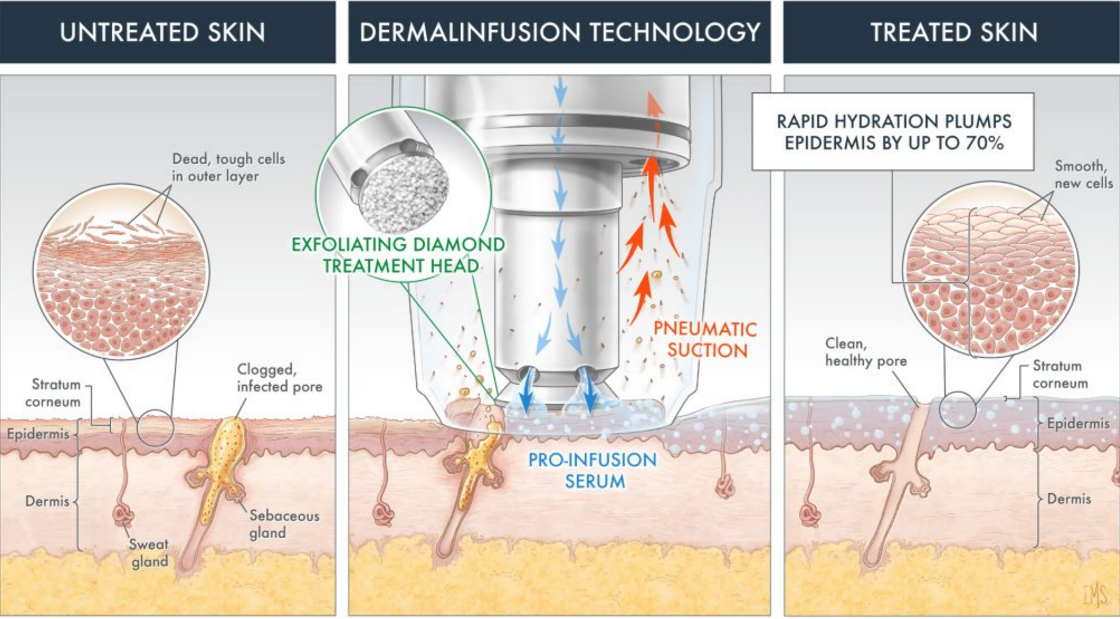 UNTREATED SKIN
DERMALINFUSION TECHNOLOGY
TREATED SKIN
Dead, tough cells
in outer layer
Stratum
corneum
Epidermis
Dermis
Clogged,
infected pore
Sebaceous
gland
Sweat
gland
EXFOLIATING DIAMOND
TREATMENT HEAD
PNEUMATIC
SUCTION
PRO-INFUSION
SERUM
RAPID HYDRATION PLUMPS
EPIDERMIS BY UP TO 70%
Smooth,
new cells
Clean,
healthy pore
Stratum
corneum
Epidermis
Dermis
IMS